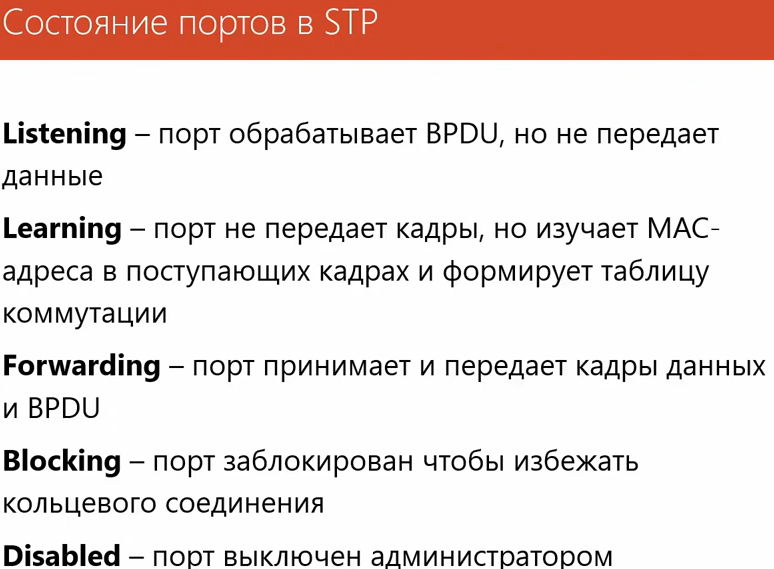 Состояние портов в STP
Listening – порт обрабатывает BPDU, но не передает
данные
Learning – порт не передает кадры, но изучает MAC-
адреса в поступающих кадрах и формирует таблицу
коммутации
Forwarding – порт принимает и передает кадры данных
и BPDU
Blocking – порт заблокирован чтобы избежать
кольцевого соединения
Disabled – порт выключен администратором